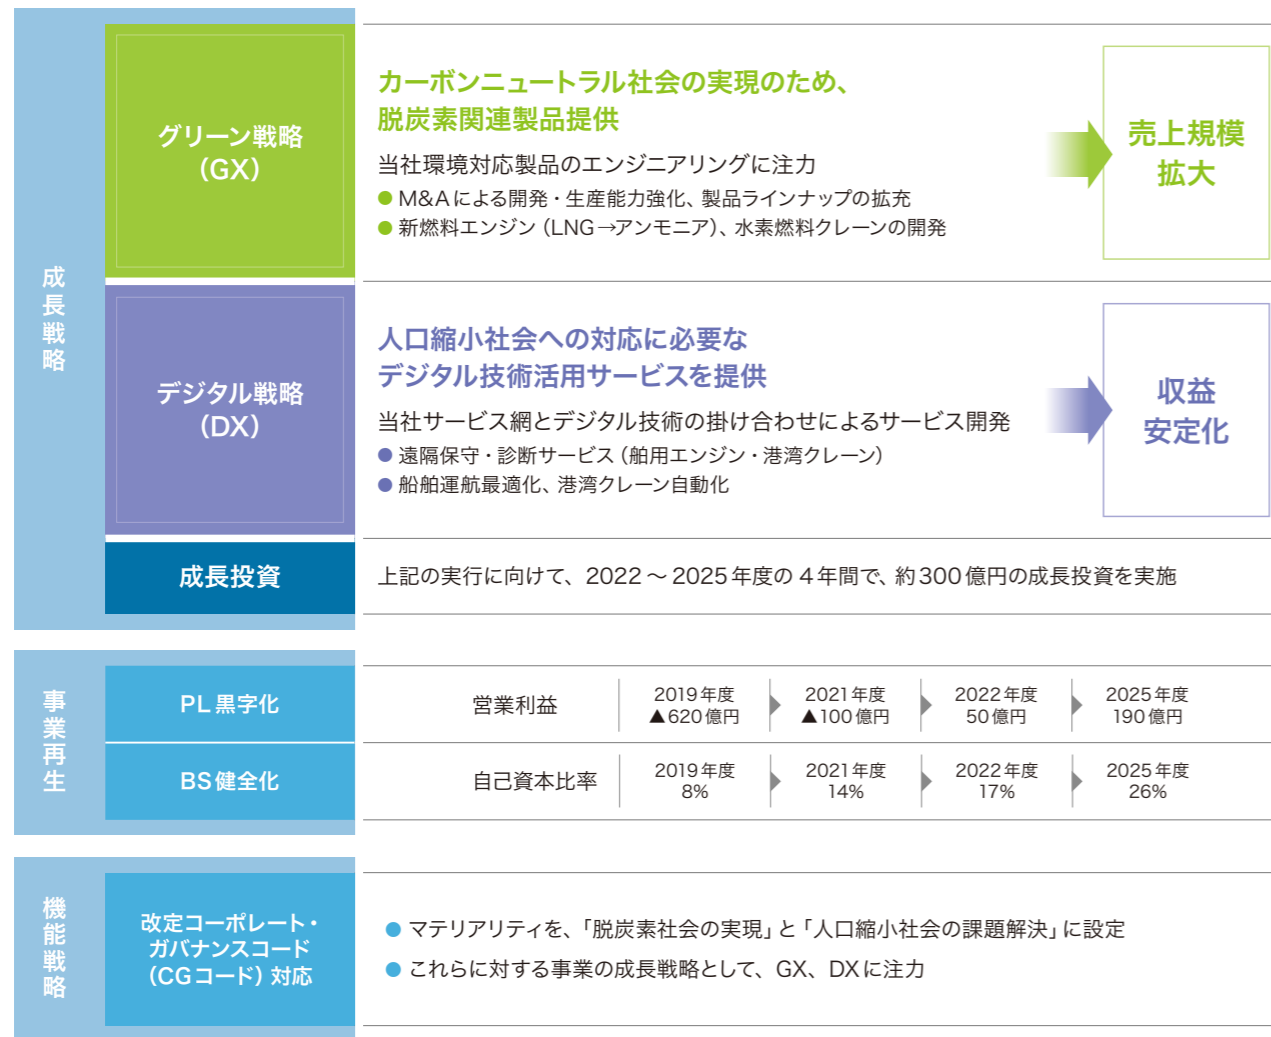 成長戦略
グリーン戦略
（GX）
カーボンニュートラル社会の実現のため、
脱炭素関連製品提供
当社環境対応製品のエンジニアリングに注力
● M&Aによる開発・生産能力強化、製品ラインナップの拡充
● 新燃料エンジン（LNG→アンモニア）、水素燃料クレーンの開発
売上規模
拡大
デジタル戦略
（DX）
人口縮小社会への対応に必要な
デジタル技術活用サービスを提供
当社サービス網とデジタル技術の掛け合わせによるサービス開発
● 遠隔保守・診断サービス（舶用エンジン・港湾クレーン）
● 船舶運航最適化、港湾クレーン自動化
収益
安定化
成長投資
上記の実行に向けて、2022～2025年度の4年間で、約300億円の成長投資を実施
事業再生
PL黒字化
営業利益
2019年度
▲620億円
2021年度
▲100億円
2022年度
50億円
2025年度
190億円
BS健全化
自己資本比率
2019年度
8%
2021年度
14%
2022年度
17%
2025年度
26%
機能戦略
改定コーポレート・
ガバナンスコード
（CGコード）対応
● マテリアリティを、「脱炭素社会の実現」と「人口縮小社会の課題解決」に設定
● これらに対する事業の成長戦略として、GX、DXに注力